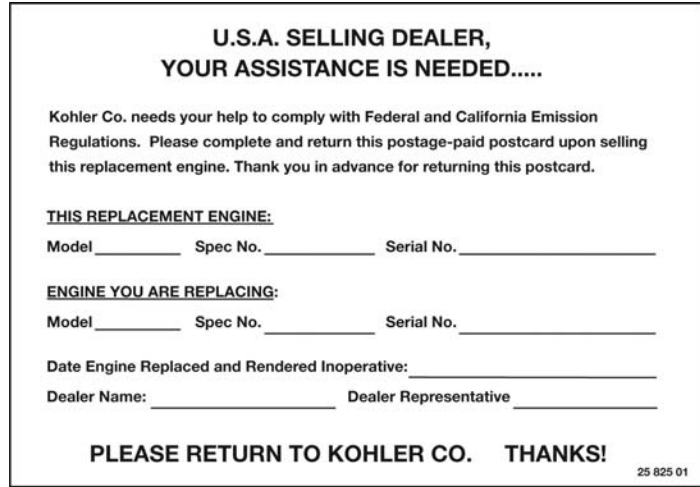 U.S.A. SELLING DEALER,
YOUR ASSISTANCE IS NEEDED.....
Kohler Co. needs your help to comply with Federal and California Emission
Regulations. Please complete and return this postage-paid postcard upon selling
this replacement engine. Thank you in advance for returning this postcard.
THIS REPLACEMENT ENGINE:
Model Spec No. Serial No.
ENGINE YOU ARE REPLACING:
Model Spec No. Serial No.
Date Engine Replaced and Rendered Inoperative:
Dealer Name: Dealer Representative
PLEASE RETURN TO KOHLER CO. THANKS!
25 825 01